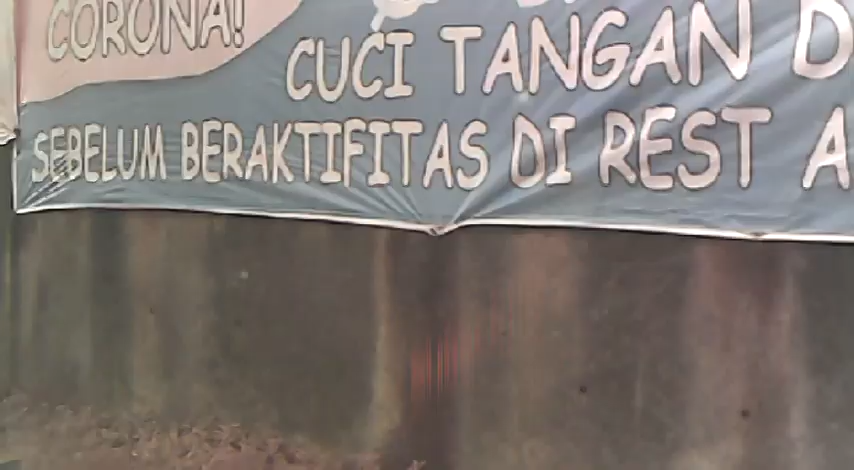 CORONA!
CUCI TANGAN
SEBELUM BERAKTIFITAS DI REST